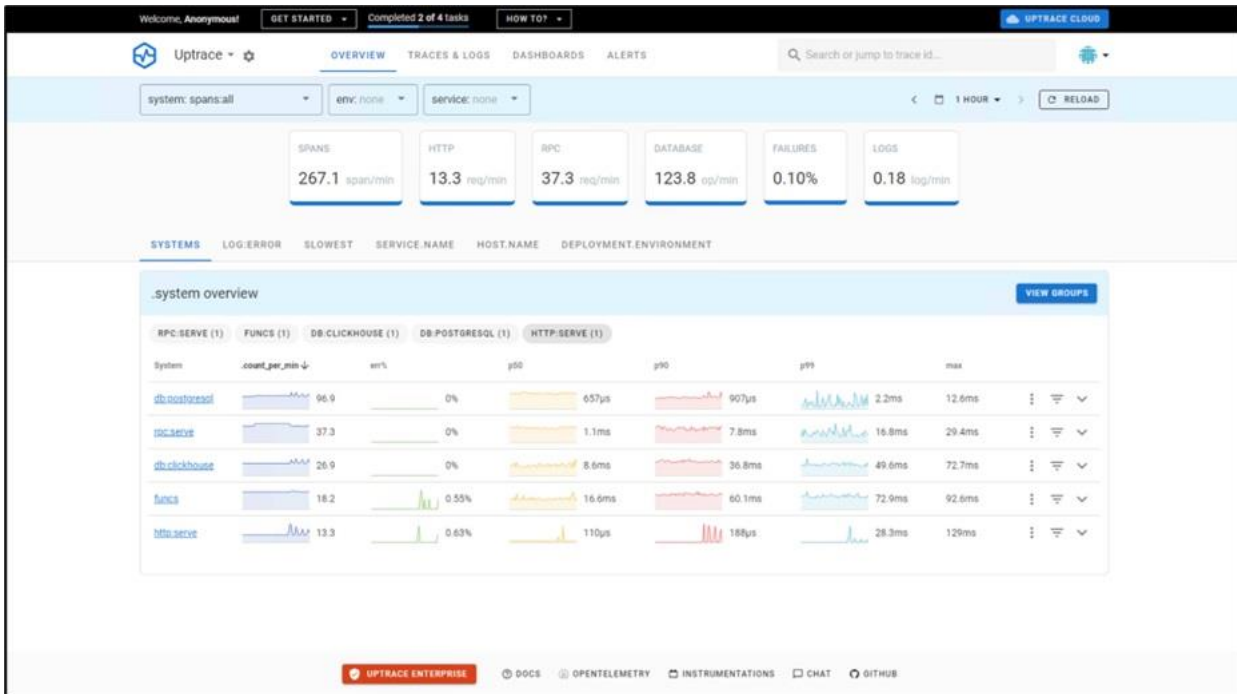 Welcome, Anonymous! GET STARTED Completed 2 of 4 tasks HOW TO? UPTRACE CLOUD
Uptrace OVERVIEW TRACES & LOGS DASHBOARDS ALERTS Search or jump to trace id...
system: spans:all env: none service: none 1 HOUR RELOAD
SPANS HTTP RPC DATABASE FAILURES LOGS
267.1 span/min 13.3 req/min 37.3 req/min 123.8 op/min 0.10% 0.18 log/min
SYSTEMS LOG:ERROR SLOWEST SERVICE.NAME HOST.NAME DEPLOYMENT.ENVIRONMENT
.system overview VIEW GROUPS
RPC:SERVE (1) FUNCS (1) DB:CLICKHOUSE (1) DB:POSTGRESQL (1) HTTP:SERVE (1)
System .count_per_min err% p50 p90 p99 max
db:postgresql 96.9 0% 657µs 907µs 2.2ms 12.6ms
rpc:serve 37.3 0% 1.1ms 7.8ms 16.8ms 29.4ms
db:clickhouse 26.9 0% 8.6ms 36.8ms 49.6ms 72.7ms
funcs 18.2 0.55% 16.6ms 60.1ms 72.9ms 92.6ms
http:serve 13.3 0.63% 110µs 188µs 28.3ms 129ms
UPTRACE ENTERPRISE DOCS OPENTELEMETRY INSTRUMENTATIONS CHAT GITHUB